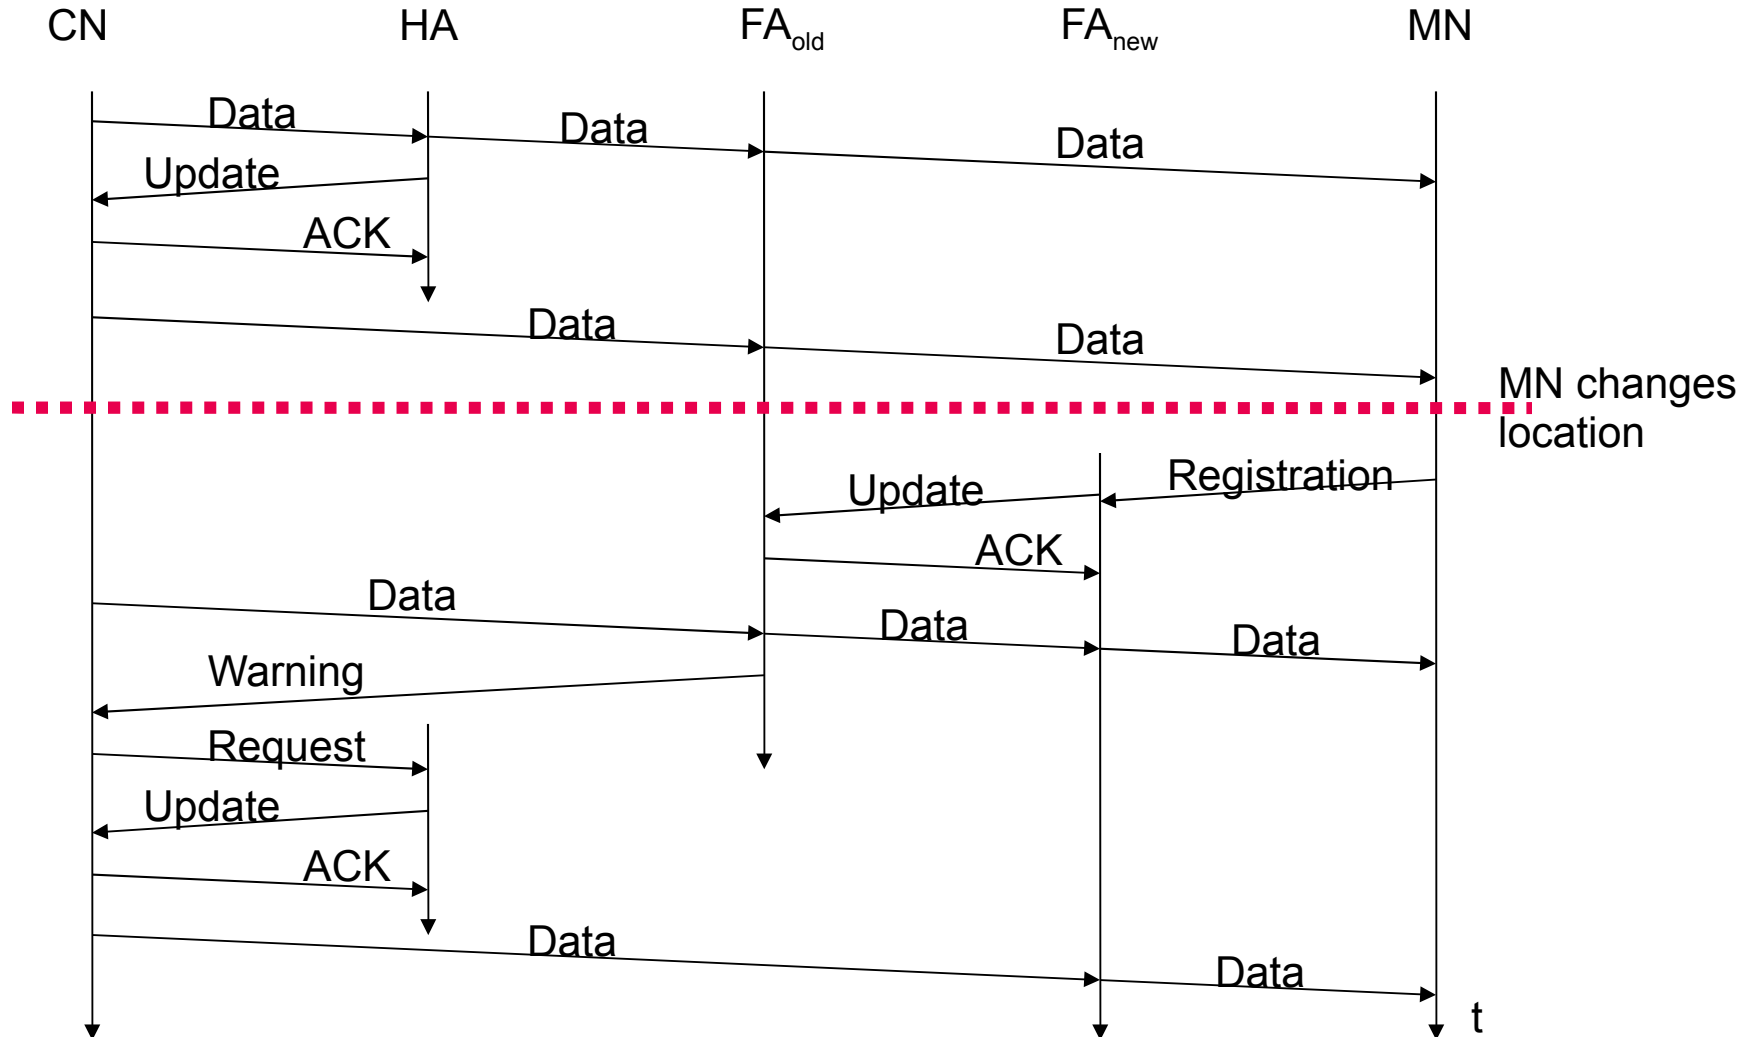 CN HA FAold FAnew MN
Data Data Data
Update
ACK
Data Data
MN changes
location
Update Registration
ACK
Data Data Data
Warning
Request
Update
ACK
Data Data
t